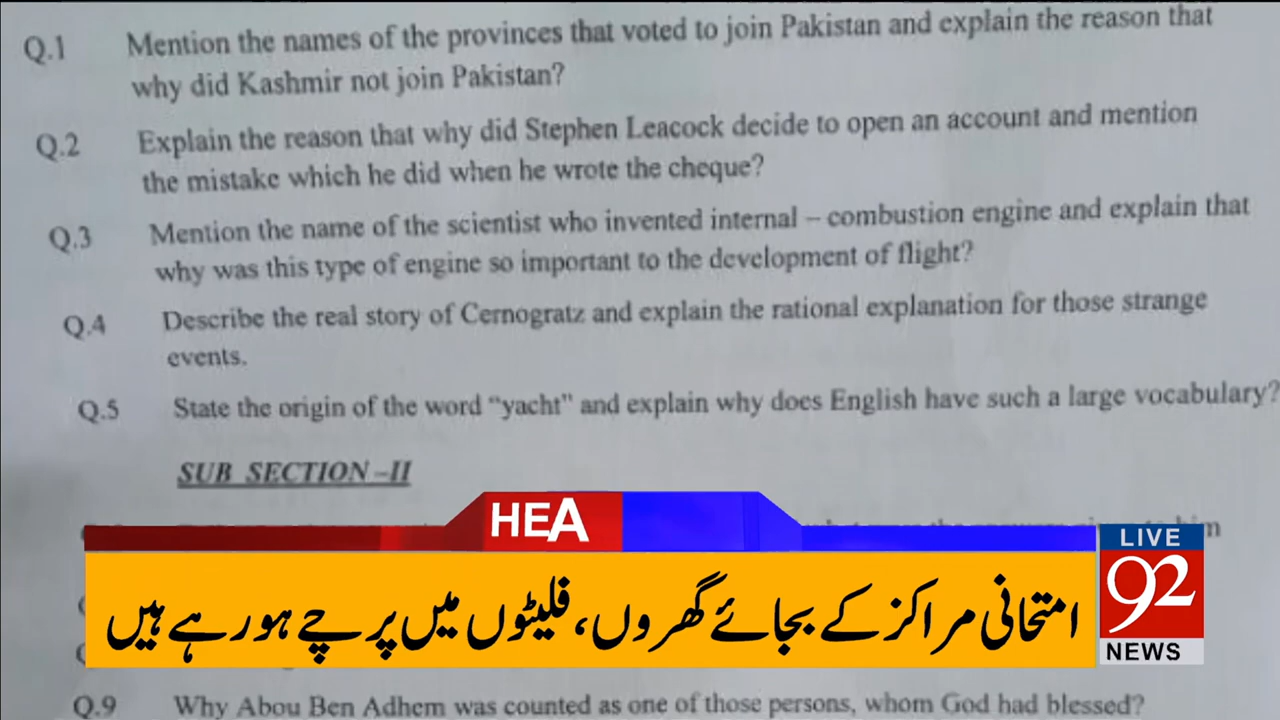 Q.1 Mention the names of the provinces that voted to join Pakistan and explain the reason that
why did Kashmir not join Pakistan?
Q.2 Explain the reason that why did Stephen Leacock decide to open an account and mention
the mistake which he did when he wrote the cheque?
Q.3 Mention the name of the scientist who invented internal – combustion engine and explain that
why was this type of engine so important to the development of flight?
Q.4 Describe the real story of Cernogratz and explain the rational explanation for those strange
events.
Q.5 State the origin of the word “yacht” and explain why does English have such a large vocabulary?
SUB SECTION –II
HEA
LIVE
امتحانی مراکز کے بجائے گھروں، فلیٹوں میں پرچے ہو رہے ہیں
92
NEWS
Q.9 Why Abou Ben Adhem was counted as one of those persons, whom God had blessed?